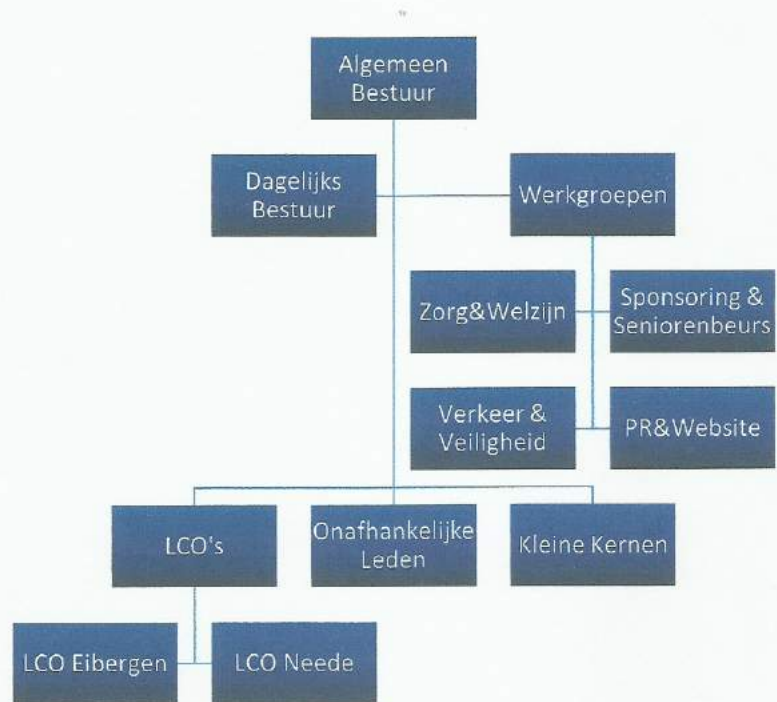 Algemeen
Bestuur
Dagelijks
Bestuur
Werkgroepen
Zorg&Welzijn
Sponsoring &
Seniorenbeurs
Verkeer &
Veiligheid
PR&Website
LCO's
Onafhankelijke
Leden
Kleine Kernen
LCO Eibergen
LCO Neede